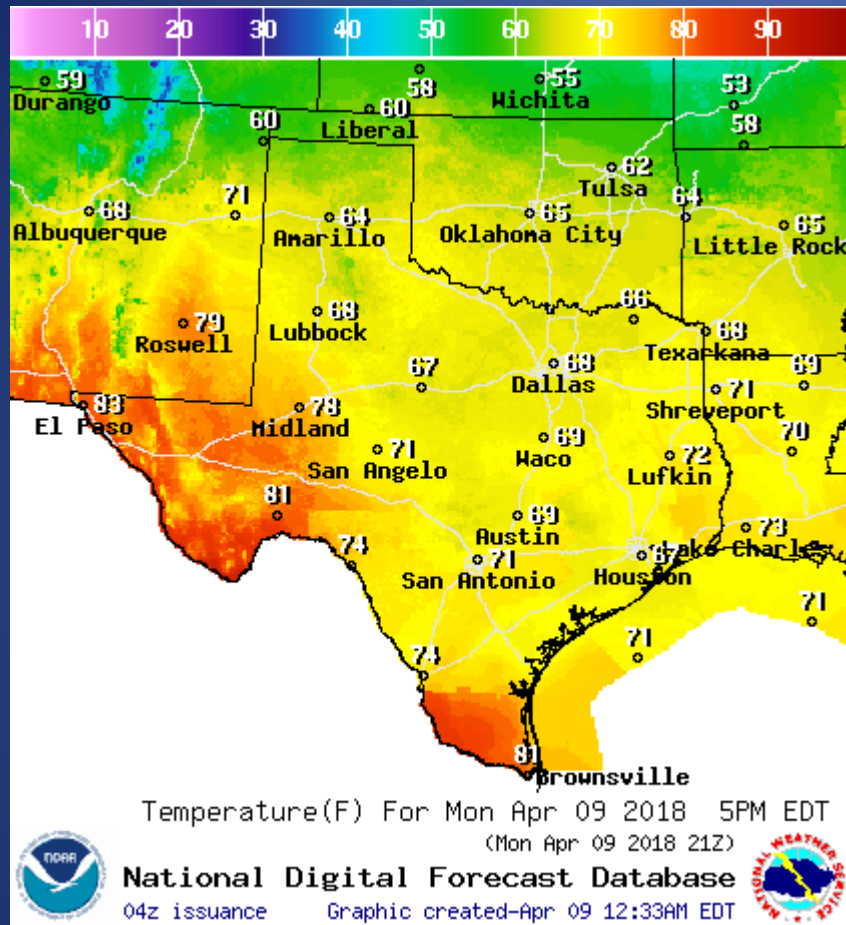 10 20 30 40 50 60 70 80 90
59
Durango
58
55
Wichita
53
60
Liberal
60
58
62
Tulsa
68
Albuquerque
71
64
Amarillo
65
Oklahoma City
64
65
Little Rock
79
Roswell
68
Lubbock
66
68
Texarkana
67
68
Dallas
71
Shreveport
69
83
El Paso
78
Midland
71
San Angelo
69
Waco
72
Lufkin
70
81
69
Austin
73
Lake Charles
74
71
San Antonio
67
Houston
71
71
74
81
Brownsville
Temperature(F) For Mon Apr 09 2018 5PM EDT
(Mon Apr 09 2018 21Z)
NOAA
National Digital Forecast Database
04z issuance Graphic created-Apr 09 12:33AM EDT
NATIONAL WEATHER SERVICE